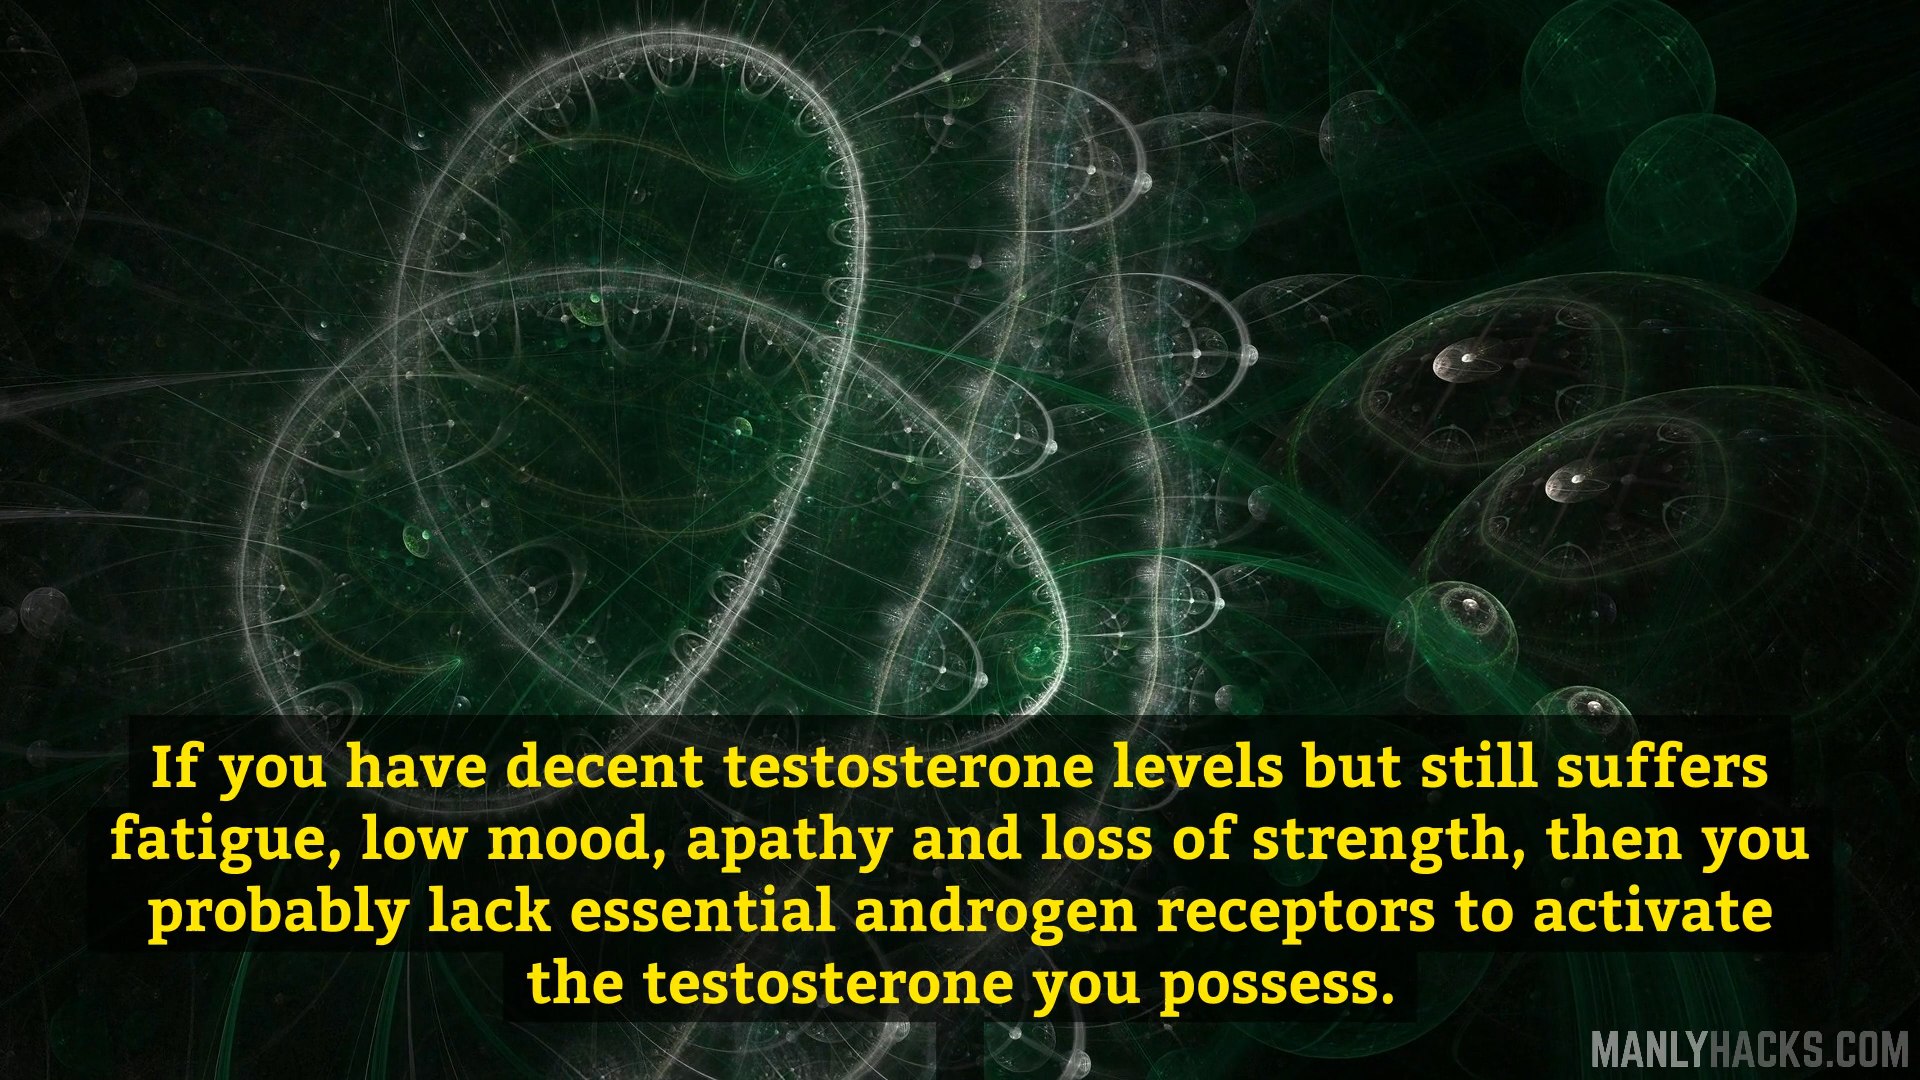 If you have decent testosterone levels but still suffers
fatigue, low mood, apathy and loss of strength, then you
probably lack essential androgen receptors to activate
the testosterone you possess.
MANLYHACKS.COM